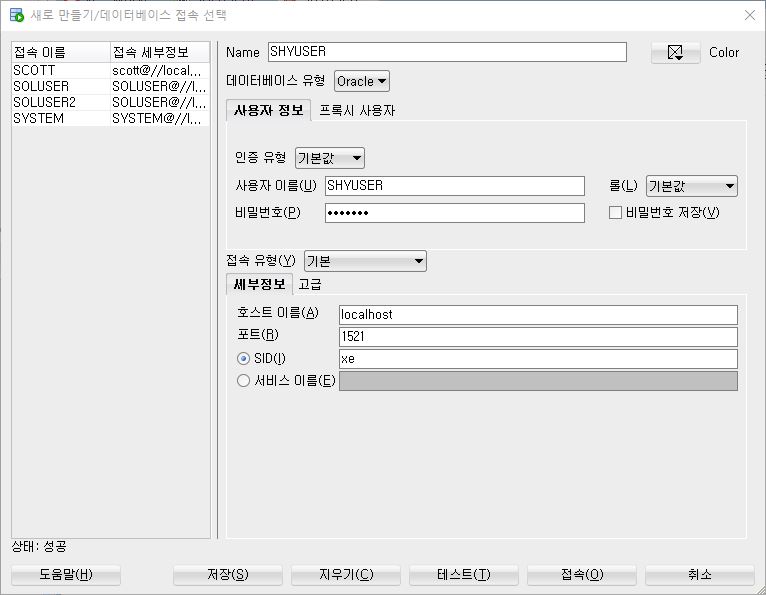 새로 만들기/데이터베이스 접속 선택
접속 이름 접속 세부정보
SCOTT scott@//local...
SOLUSER SOLUSER@//l...
SOLUSER2 SOLUSER@//l...
SYSTEM SYSTEM@//l...
Name SHYUSER Color
데이터베이스 유형 Oracle
사용자 정보 프록시 사용자
인증 유형 기본값
사용자 이름(U) SHYUSER 롤(L) 기본값
비밀번호(P) ••••••• 비밀번호 저장(V)
접속 유형(Y) 기본
세부정보 고급
호스트 이름(A) localhost
포트(R) 1521
SID(I) xe
서비스 이름(E)
상태: 성공
도움말(H) 저장(S) 지우기(C) 테스트(T) 접속(O) 취소